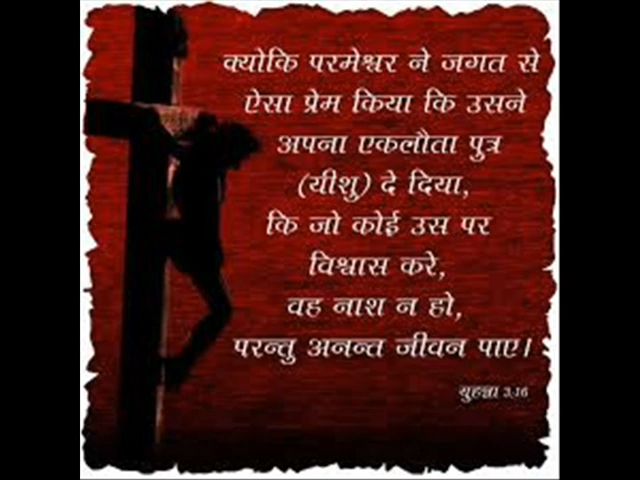 क्योकि परमेश्वर ने जगत से
ऐसा प्रेम किया कि उसने
अपना एकलौता पुत्र
(यीशु) दे दिया,
कि जो कोई उस पर
विश्वास करे,
वह नाश न हो,
परन्तु अनन्त जीवन पाए।
युहन्ना 3:16